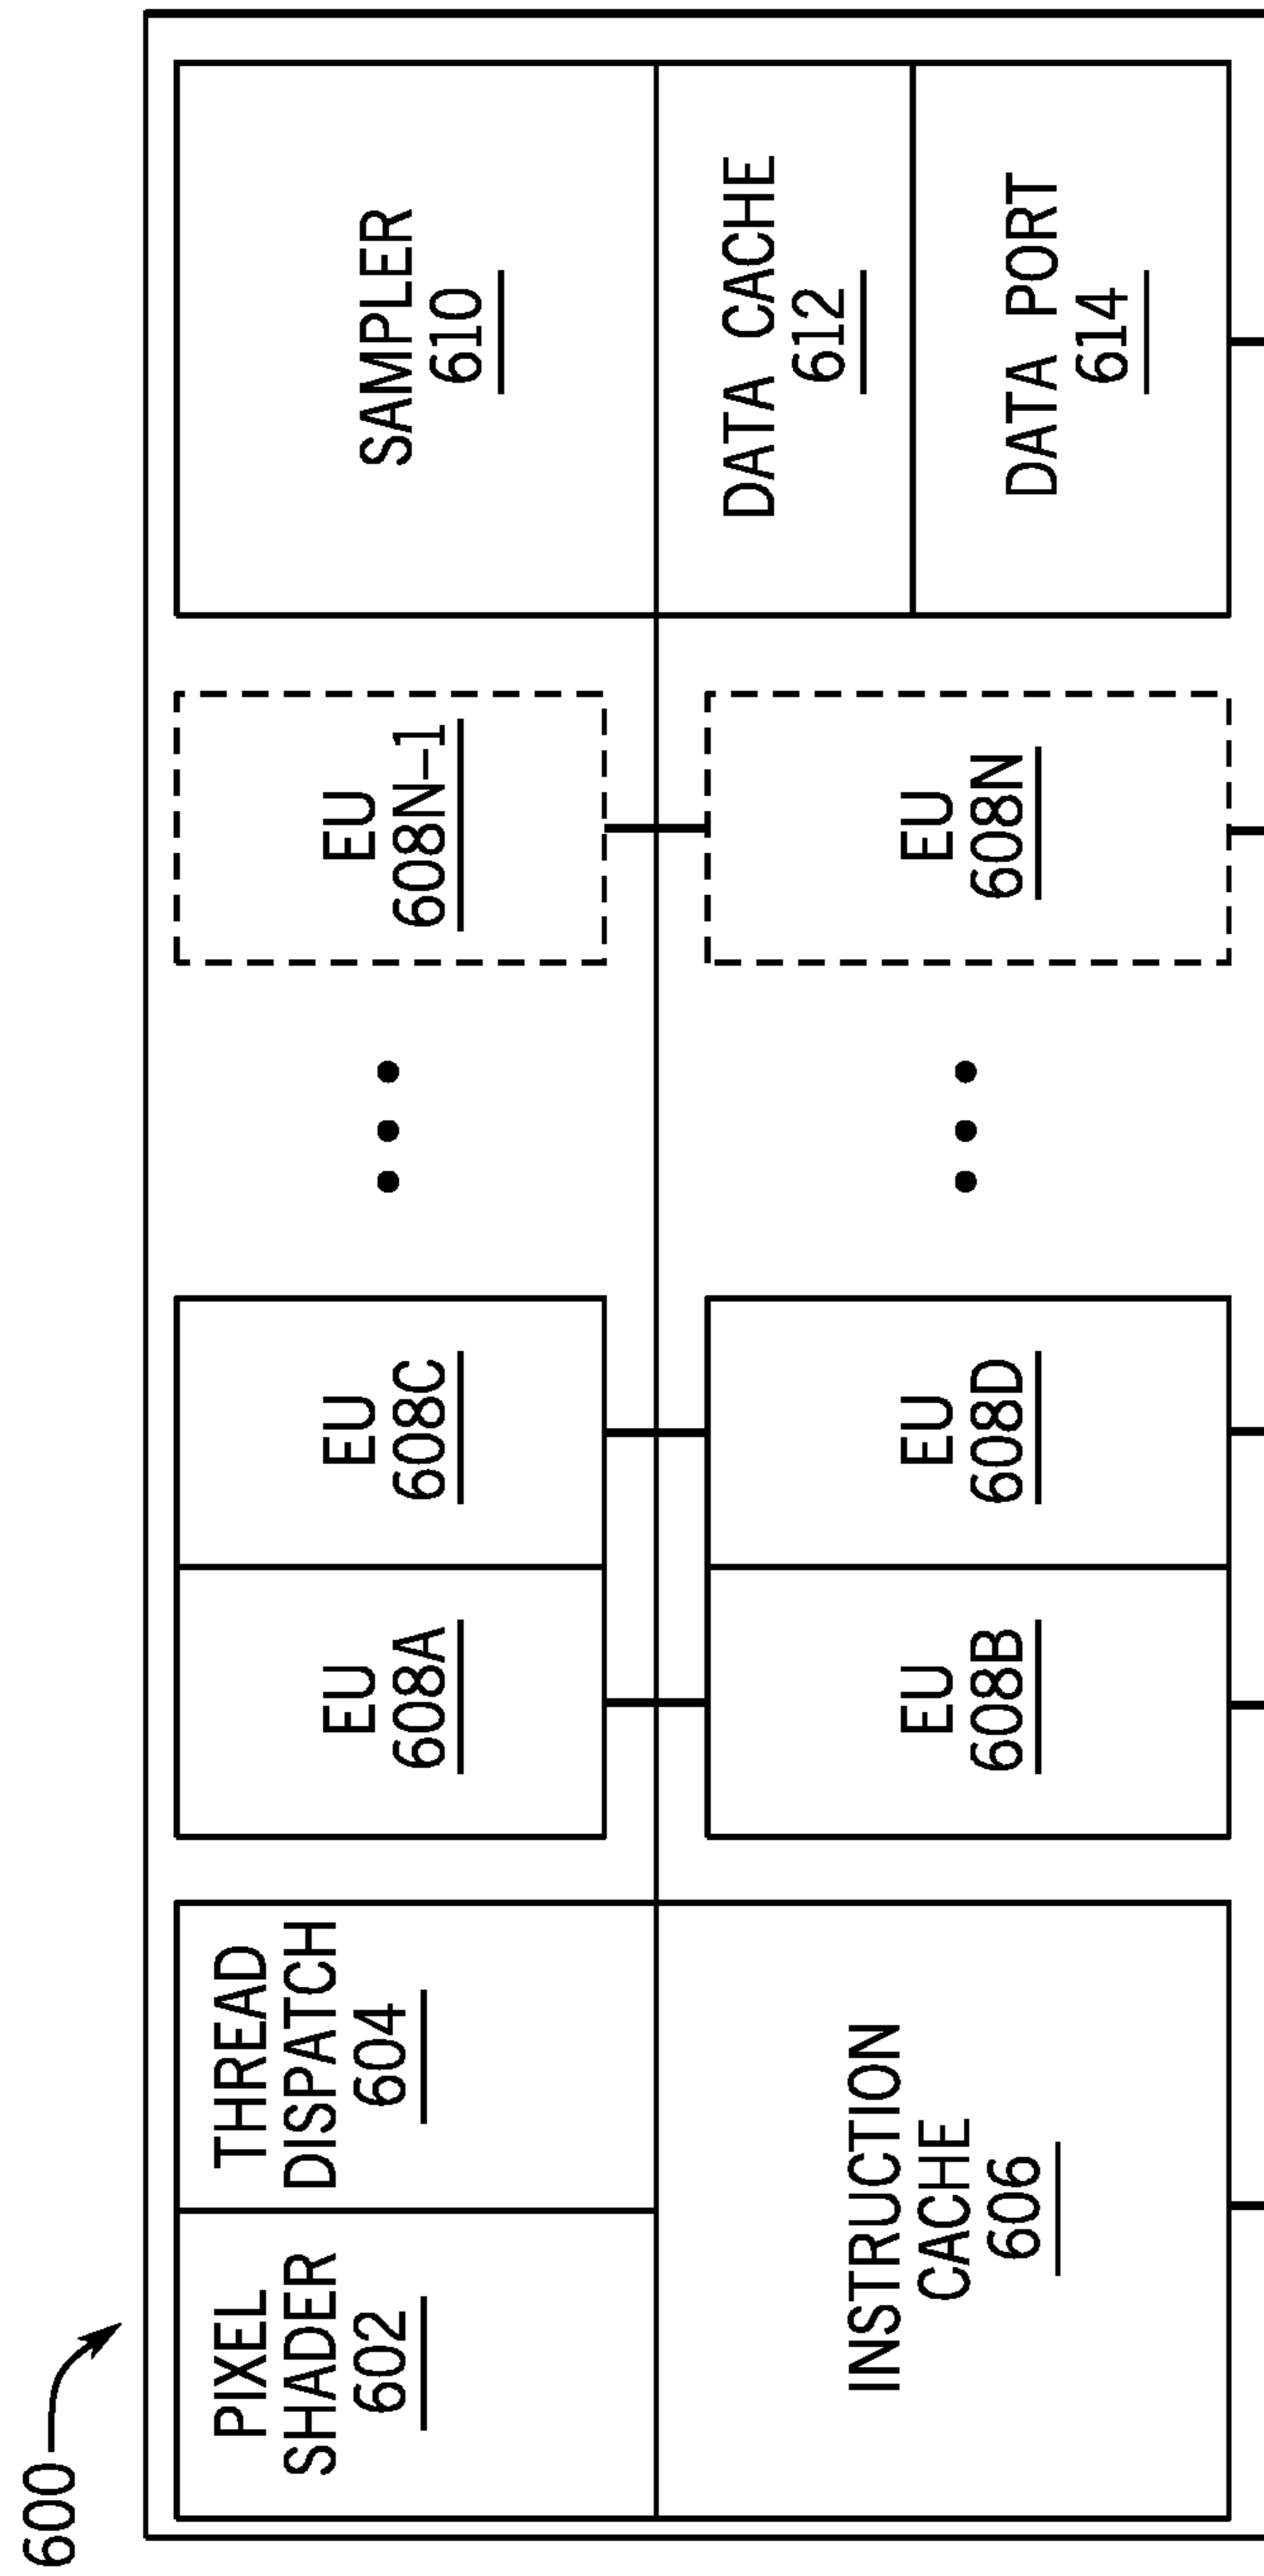 600
PIXEL
SHADER
602
THREAD
DISPATCH
604
INSTRUCTION
CACHE
606
EU
608A
EU
608C
EU
608B
EU
608D
EU
608N–1
EU
608N
SAMPLER
610
DATA CACHE
612
DATA PORT
614